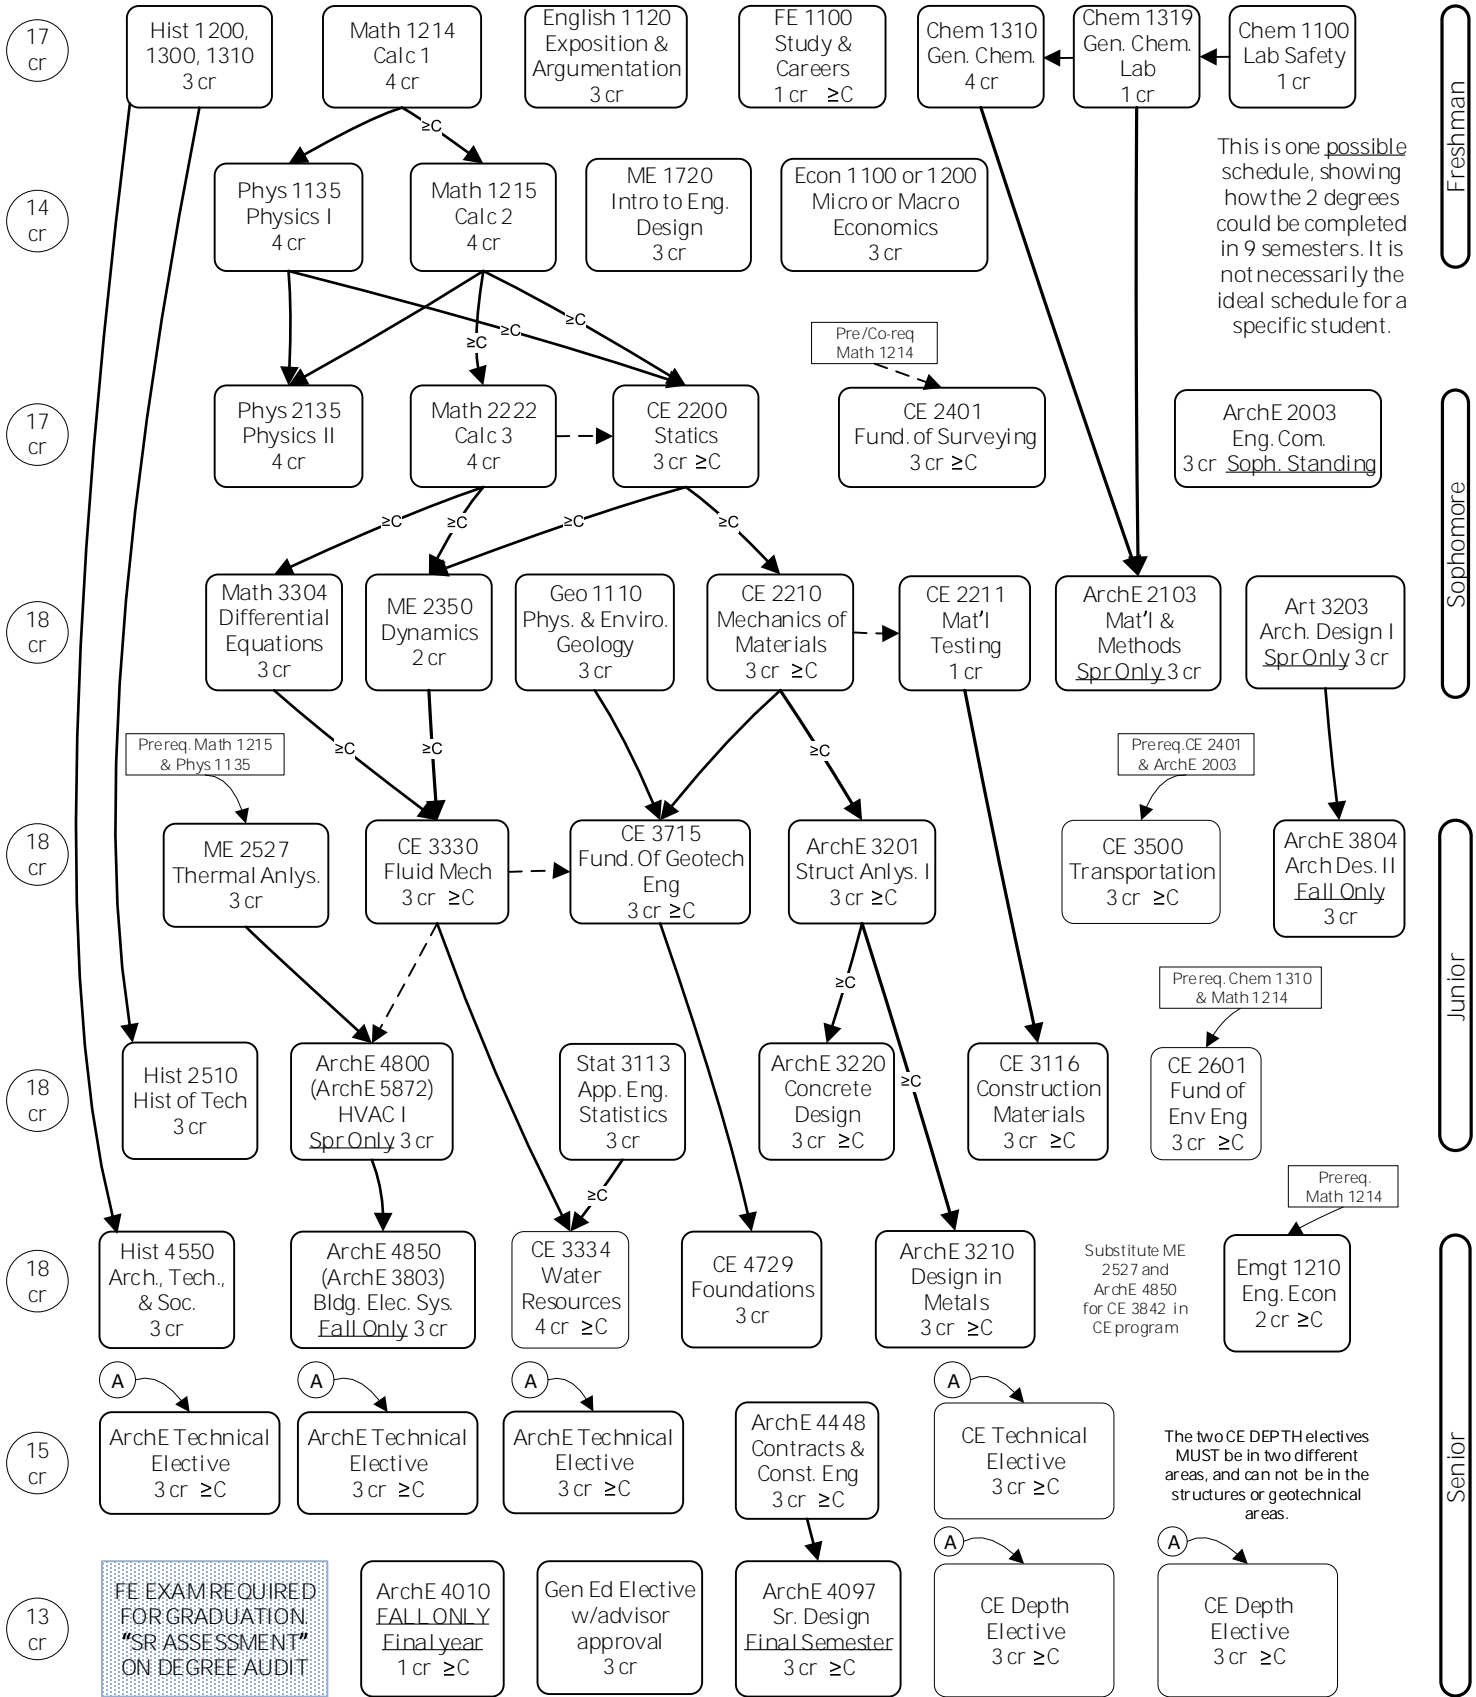 17
cr
Hist 1200,
1300, 1310
3 cr
Math 1214
Calc 1
4 cr
English 1120
Exposition &
Argumentation
3 cr
FE 1100
Study &
Careers
1 cr ≥C
Chem 1310
Gen. Chem.
4 cr
Chem 1319
Gen. Chem.
Lab
1 cr
Chem 1100
Lab Safety
1 cr
Freshman
≥C
This is one possible
schedule, showing
how the 2 degrees
could be completed
in 9 semesters. It is
not necessarily the
ideal schedule for a
specific student.
14
cr
Phys 1135
Physics I
4 cr
Math 1215
Calc 2
4 cr
ME 1720
Intro to Eng.
Design
3 cr
Econ 1100 or 1200
Micro or Macro
Economics
3 cr
≥C
≥C
≥C
Pre/Co-req
Math 1214
17
cr
Phys 2135
Physics II
4 cr
Math 2222
Calc 3
4 cr
CE 2200
Statics
3 cr ≥C
CE 2401
Fund. of Surveying
3 cr ≥C
ArchE 2003
Eng. Com.
3 cr Soph. Standing
Sophomore
≥C
≥C
≥C
≥C
18
cr
Math 3304
Differential
Equations
3 cr
ME 2350
Dynamics
2 cr
Geo 1110
Phys. & Enviro.
Geology
3 cr
CE 2210
Mechanics of
Materials
3 cr ≥C
CE 2211
Mat'l
Testing
1 cr
ArchE 2103
Mat'l &
Methods
Spr Only 3 cr
Art 3203
Arch. Design I
Spr Only 3 cr
Prereq. Math 1215
& Phys 1135
≥C
≥C
≥C
Prereq. CE 2401
& ArchE 2003
18
cr
ME 2527
Thermal Anlys.
3 cr
CE 3330
Fluid Mech
3 cr ≥C
CE 3715
Fund. Of Geotech
Eng
3 cr ≥C
ArchE 3201
Struct Anlys. I
3 cr ≥C
CE 3500
Transportation
3 cr ≥C
ArchE 3804
Arch Des. II
Fall Only
3 cr
Junior
≥C
Prereq. Chem 1310
& Math 1214
18
cr
Hist 2510
Hist of Tech
3 cr
ArchE 4800
(ArchE 5872)
HVAC I
Spr Only 3 cr
Stat 3113
App. Eng.
Statistics
3 cr
ArchE 3220
Concrete
Design
3 cr ≥C
≥C
CE 3116
Construction
Materials
3 cr ≥C
CE 2601
Fund of
Env Eng
3 cr ≥C
≥C
Prereq.
Math 1214
18
cr
Hist 4550
Arch., Tech.,
& Soc.
3 cr
ArchE 4850
(ArchE 3803)
Bldg. Elec. Sys.
Fall Only 3 cr
CE 3334
Water
Resources
4 cr ≥C
CE 4729
Foundations
3 cr
ArchE 3210
Design in
Metals
3 cr ≥C
Substitute ME
2527 and
ArchE 4850
for CE 3842 in
CE program
Emgt 1210
Eng. Econ
2 cr ≥C
Senior
A
A
A
A
15
cr
ArchE Technical
Elective
3 cr ≥C
ArchE Technical
Elective
3 cr ≥C
ArchE Technical
Elective
3 cr ≥C
ArchE 4448
Contracts &
Const. Eng
3 cr ≥C
CE Technical
Elective
3 cr ≥C
The two CE DEPTH electives
MUST be in two different
areas, and can not be in the
structures or geotechnical
areas.
A
A
13
cr
FE EXAM REQUIRED
FOR GRADUATION.
"SR ASSESSMENT"
ON DEGREE AUDIT
ArchE 4010
FALL ONLY
Final year
1 cr ≥C
Gen Ed Elective
w/advisor
approval
3 cr
ArchE 4097
Sr. Design
Final Semester
3 cr ≥C
CE Depth
Elective
3 cr ≥C
CE Depth
Elective
3 cr ≥C